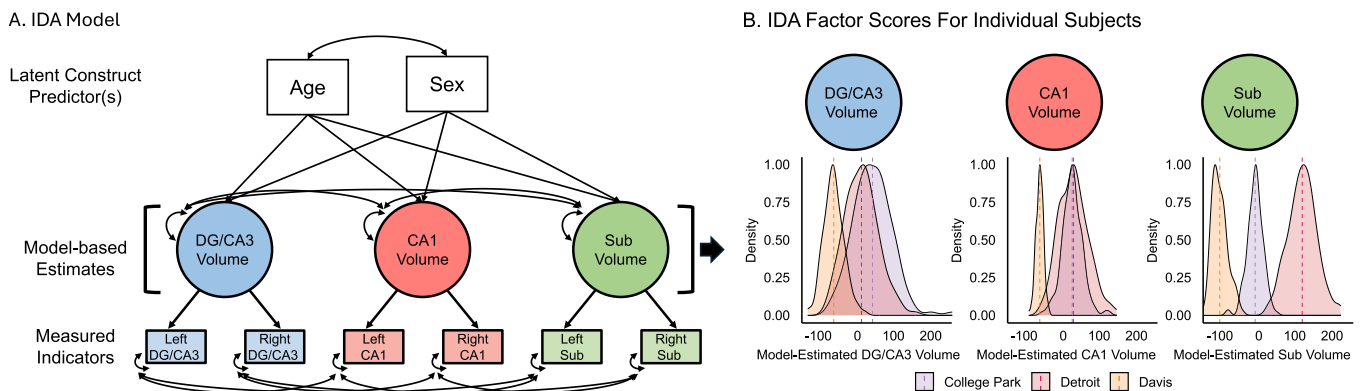 A. IDA Model
Latent Construct
Predictor(s)
Age
Sex
Model-based
Estimates
DG/CA3
Volume
CA1
Volume
Sub
Volume
Measured
Indicators
Left
DG/CA3
Right
DG/CA3
Left
CA1
Right
CA1
Left
Sub
Right
Sub
B. IDA Factor Scores For Individual Subjects
DG/CA3
Volume
CA1
Volume
Sub
Volume
Density
1.00
0.75
0.50
0.25
0.00
-100
0
100
200
Model-Estimated DG/CA3 Volume
Density
1.00
0.75
0.50
0.25
0.00
-100
0
100
200
Model-Estimated CA1 Volume
Density
1.00
0.75
0.50
0.25
0.00
-100
0
100
200
Model-Estimated Sub Volume
College Park
Detroit
Davis